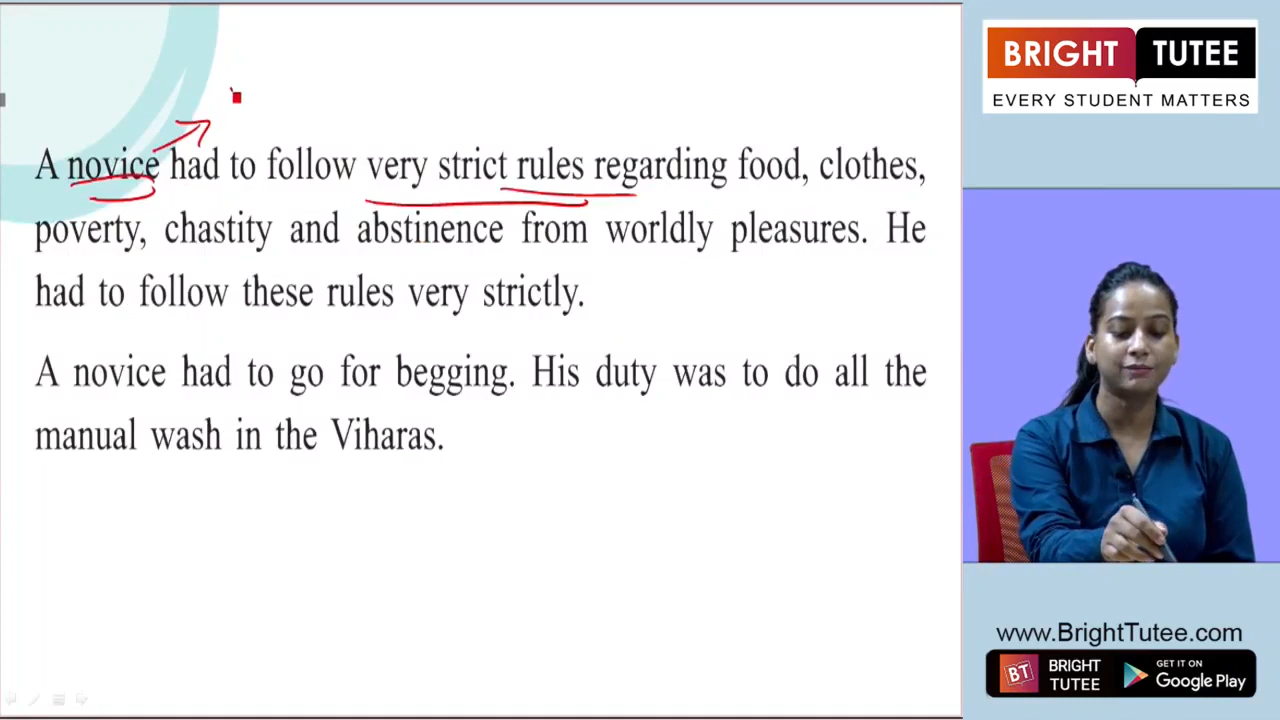 A novice had to follow very strict rules regarding food, clothes,
poverty, chastity and abstinence from worldly pleasures. He
had to follow these rules very strictly.
A novice had to go for begging. His duty was to do all the
manual wash in the Viharas.
BRIGHT TUTEE
EVERY STUDENT MATTERS
www.BrightTutee.com
BT BRIGHT TUTEE
GET IT ON
Google Play